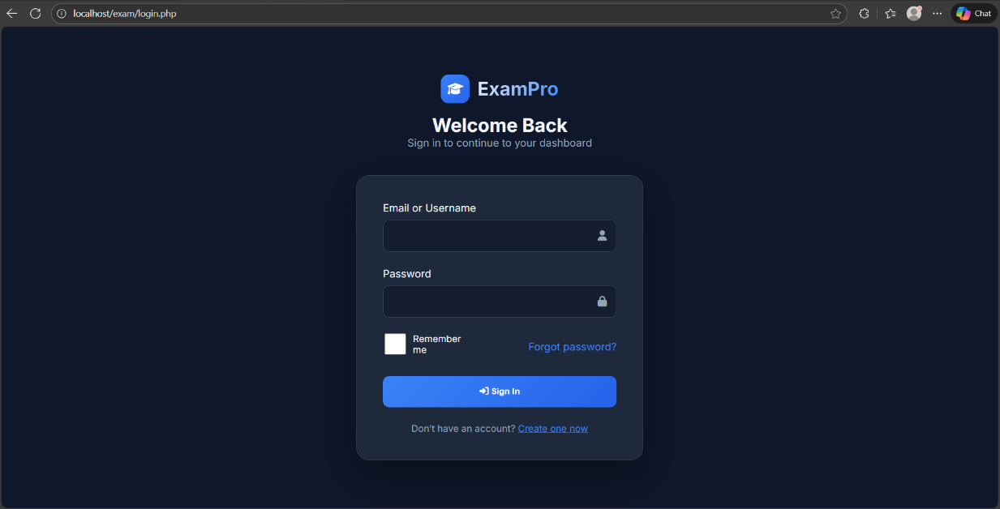 localhost/exam/login.php
Chat
ExamPro
Welcome Back
Sign in to continue to your dashboard
Email or Username
Password
Remember
me
Forgot password?
Sign In
Don't have an account? Create one now